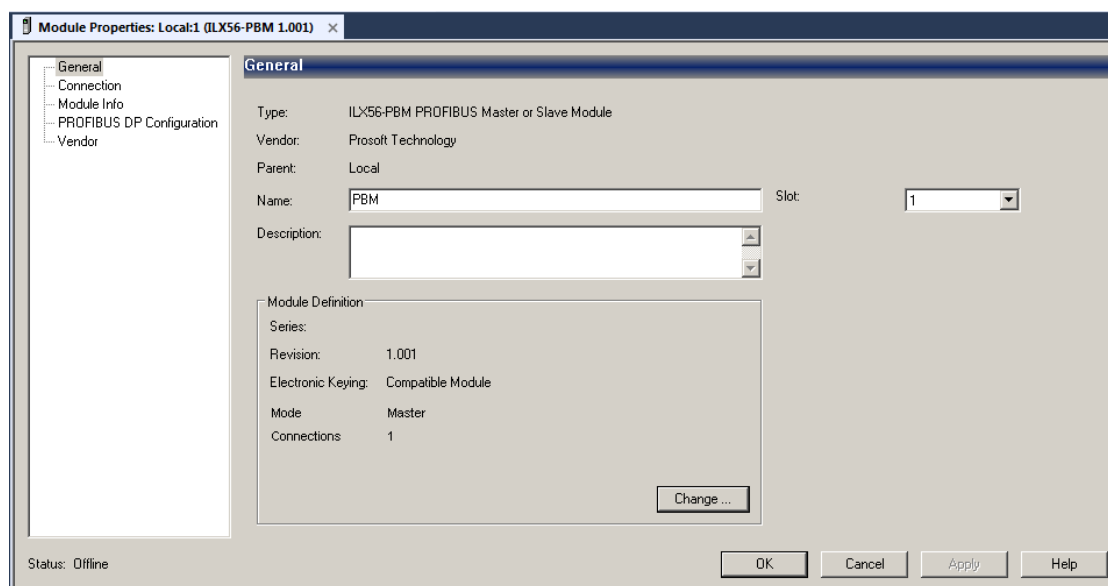 Module Properties: Local:1 (ILX56-PBM 1.001) ×
General
Connection
Module Info
PROFIBUS DP Configuration
Vendor
General
Type: ILX56-PBM PROFIBUS Master or Slave Module
Vendor: Prosoft Technology
Parent: Local
Name: PBM Slot: 1
Description:
Module Definition
Series:
Revision: 1.001
Electronic Keying: Compatible Module
Mode Master
Connections 1
Change ...
Status: Offline OK Cancel Apply Help